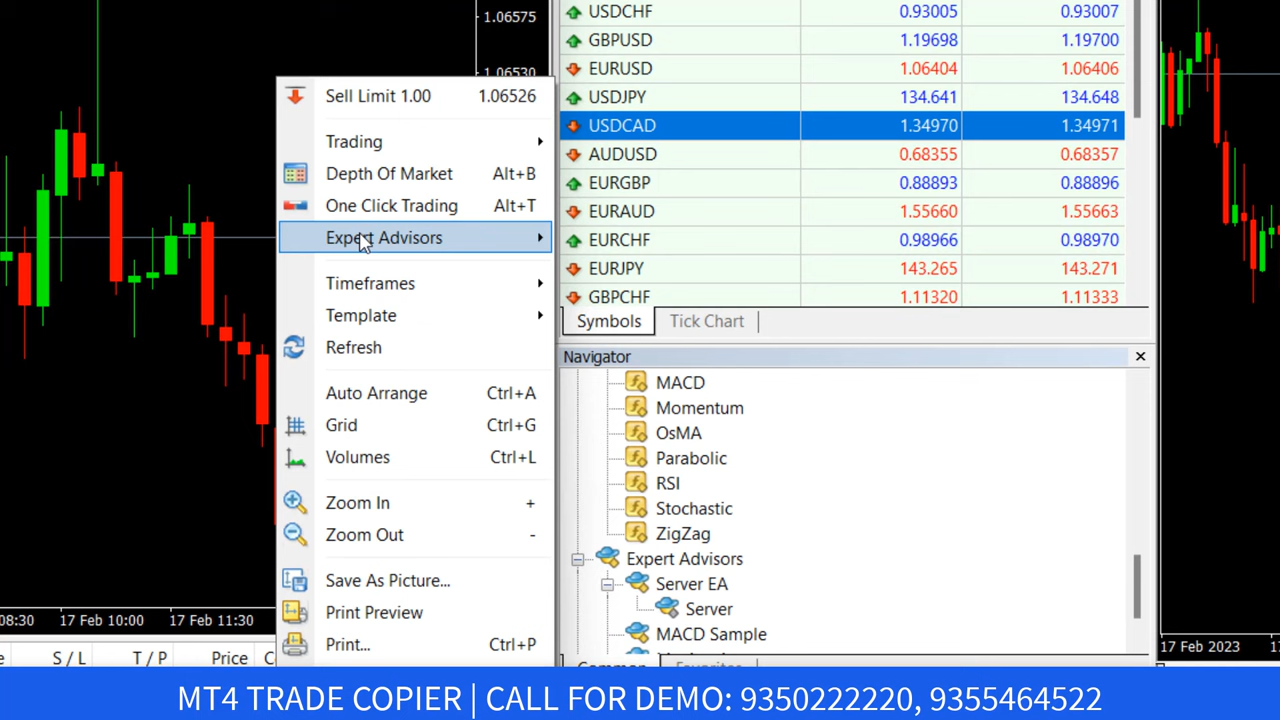 1.06575
1.06530
08:30 17 Feb 10:00 17 Feb 11:30
S / L T / P Price
Sell Limit 1.00 1.06526
Trading
Depth Of Market Alt+B
One Click Trading Alt+T
Expert Advisors
Timeframes
Template
Refresh
Auto Arrange Ctrl+A
Grid Ctrl+G
Volumes Ctrl+L
Zoom In +
Zoom Out -
Save As Picture...
Print Preview
Print... Ctrl+P
USDCHF 0.93005 0.93007
GBPUSD 1.19698 1.19700
EURUSD 1.06404 1.06406
USDJPY 134.641 134.648
USDCAD 1.34970 1.34971
AUDUSD 0.68355 0.68357
EURGBP 0.88893 0.88896
EURAUD 1.55660 1.55663
EURCHF 0.98966 0.98970
EURJPY 143.265 143.271
GBPCHF 1.11320 1.11333
Symbols Tick Chart
Navigator
MACD
Momentum
OsMA
Parabolic
RSI
Stochastic
ZigZag
Expert Advisors
Server EA
Server
MACD Sample
Common Favorites
17 Feb 2023
MT4 TRADE COPIER | CALL FOR DEMO: 9350222220, 9355464522